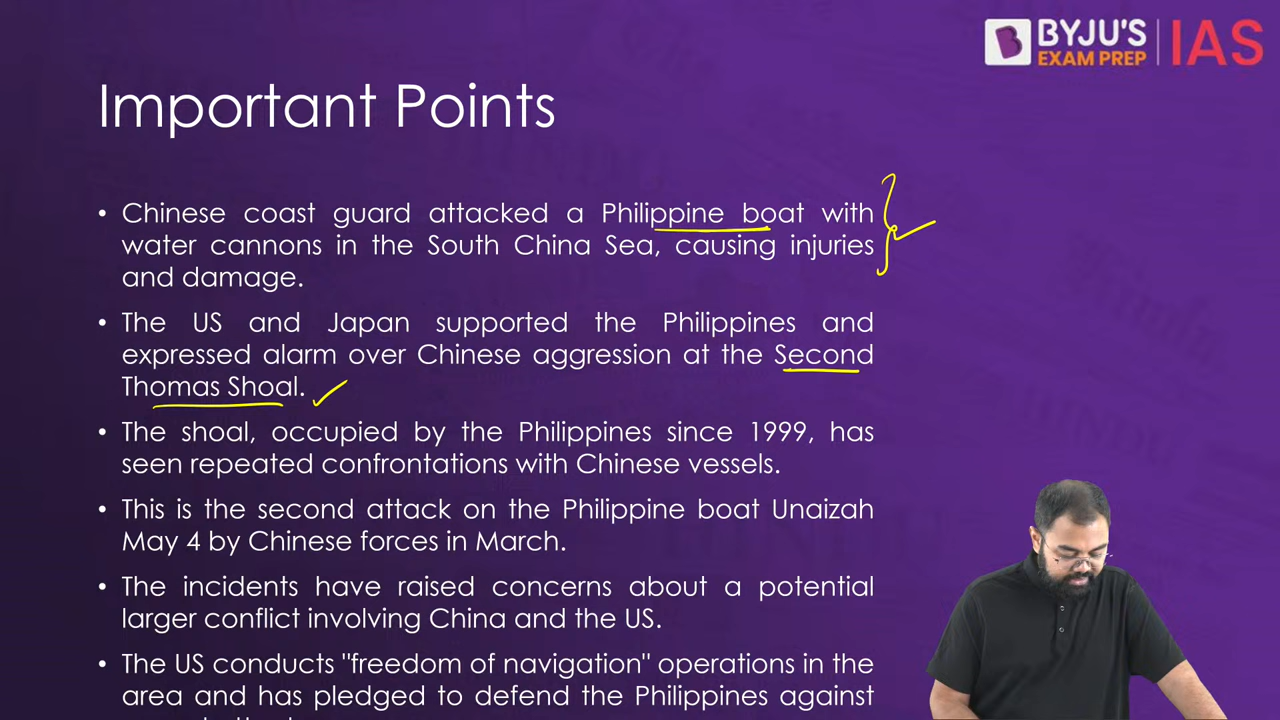 BYJU'S
EXAM PREP
IAS
Important Points
• Chinese coast guard attacked a Philippine boat with
water cannons in the South China Sea, causing injuries
and damage.
• The US and Japan supported the Philippines and
expressed alarm over Chinese aggression at the Second
Thomas Shoal.
• The shoal, occupied by the Philippines since 1999, has
seen repeated confrontations with Chinese vessels.
• This is the second attack on the Philippine boat Unaizah
May 4 by Chinese forces in March.
• The incidents have raised concerns about a potential
larger conflict involving China and the US.
• The US conducts "freedom of navigation" operations in the
area and has pledged to defend the Philippines against